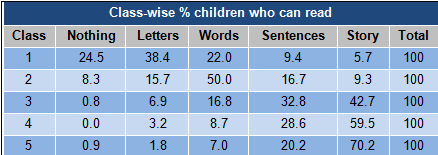 Class-wise % children who can read
Class Nothing Letters Words Sentences Story Total
1 24.5 38.4 22.0 9.4 5.7 100
2 8.3 15.7 50.0 16.7 9.3 100
3 0.8 6.9 16.8 32.8 42.7 100
4 0.0 3.2 8.7 28.6 59.5 100
5 0.9 1.8 7.0 20.2 70.2 100